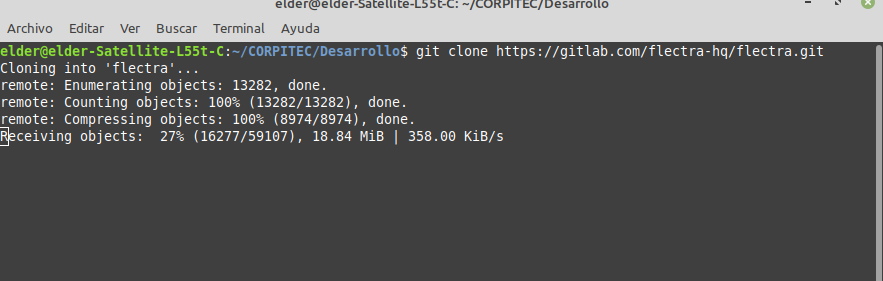 elder@elder-Satellite-L55t-C: ~/CORPITEC/Desarrollo
Archivo Editar Ver Buscar Terminal Ayuda
elder@elder-Satellite-L55t-C:~/CORPITEC/Desarrollo$ git clone https://gitlab.com/flectra-hq/flectra.git
Cloning into 'flectra'...
remote: Enumerating objects: 13282, done.
remote: Counting objects: 100% (13282/13282), done.
remote: Compressing objects: 100% (8974/8974), done.
Receiving objects:  27% (16277/59107), 18.84 MiB | 358.00 KiB/s